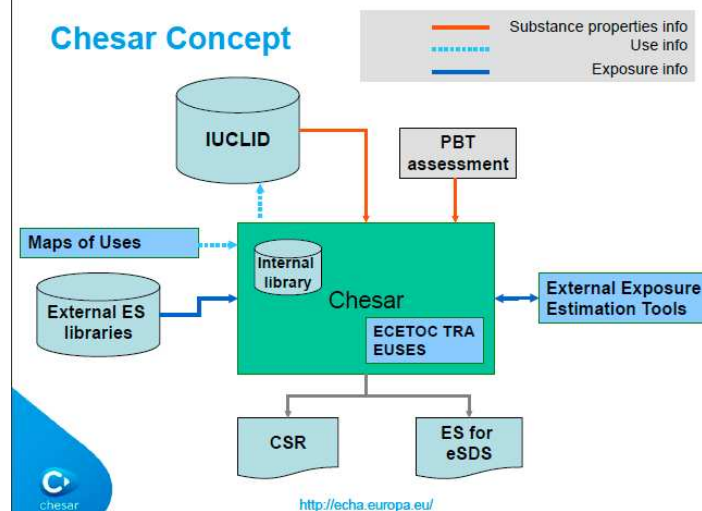 Chesar Concept
Substance properties info
Use info
Exposure info
IUCLID
PBT
assessment
Maps of Uses
Internal
library
Chesar
External ES
libraries
External Exposure
Estimation Tools
ECETOC TRA
EUSES
CSR
ES for
eSDS
chesar
http://echa.europa.eu/